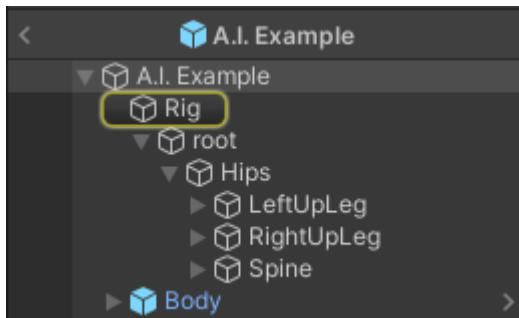 A.I. Example
A.I. Example
Rig
root
Hips
LeftUpLeg
RightUpLeg
Spine
Body